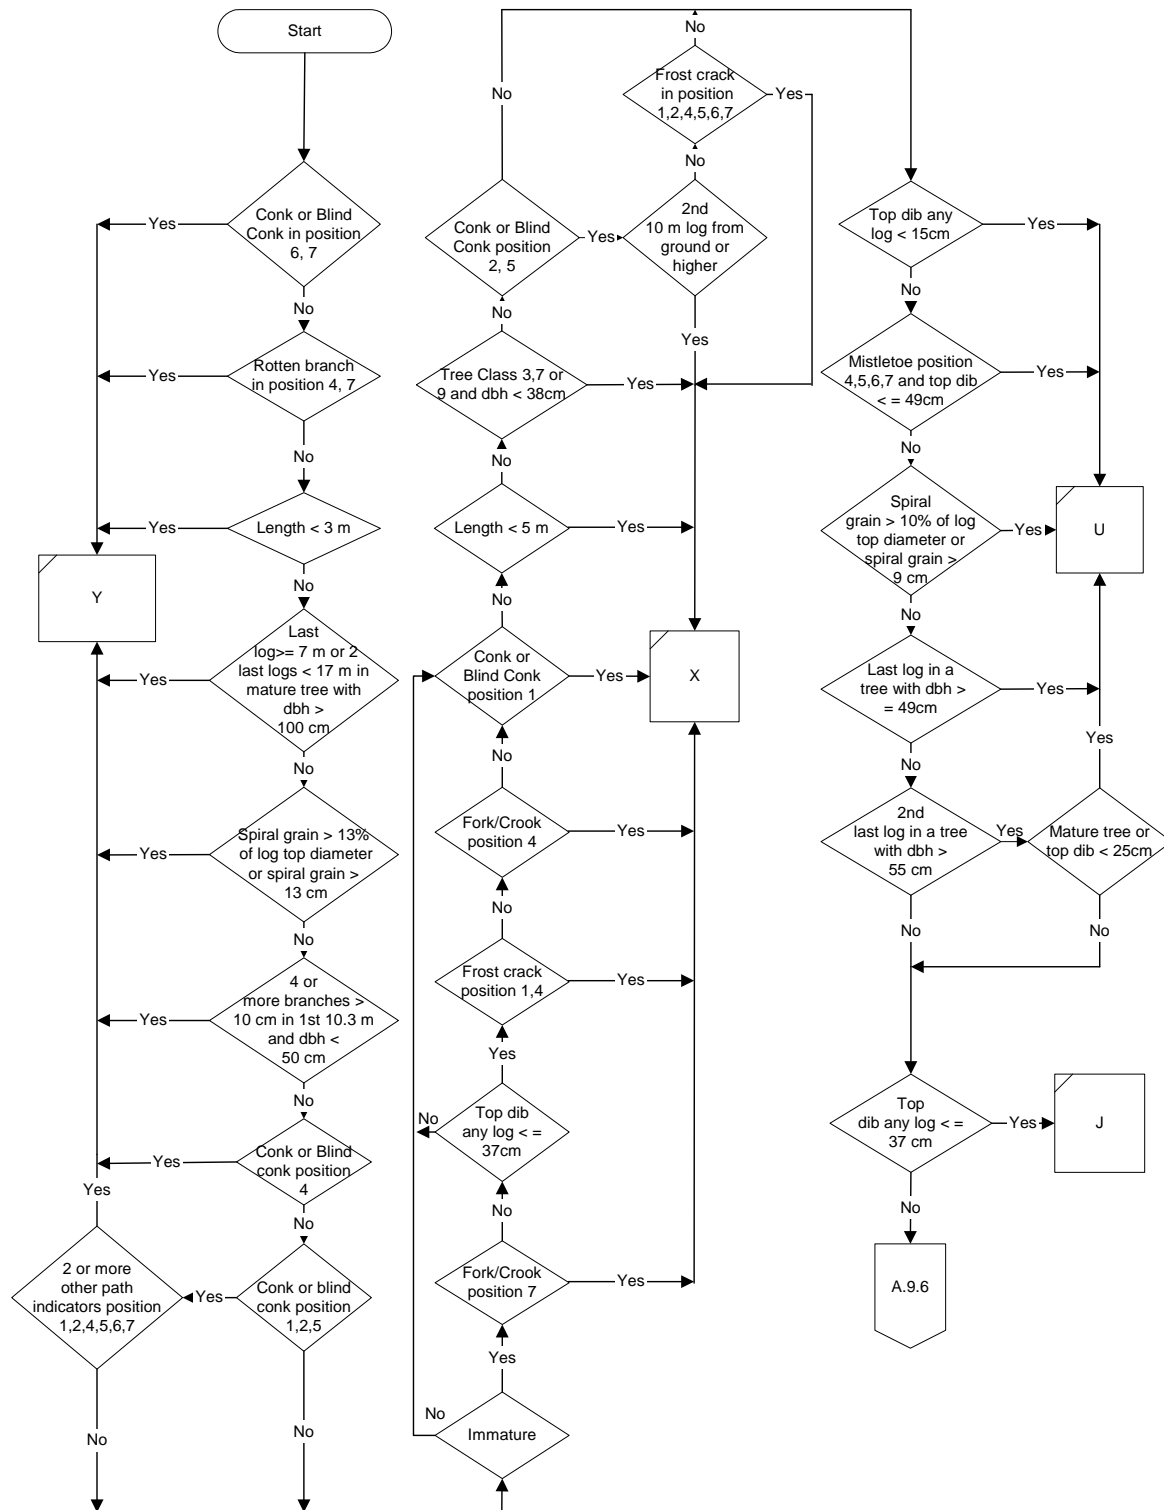 Start
Conk or Blind
Conk in position
6, 7
Yes
No
Rotten branch
in position 4, 7
Yes
No
Length < 3 m
Yes
No
Y
Last
log>= 7 m or 2
last logs < 17 m in
mature tree with
dbh >
100 cm
Yes
No
Spiral grain > 13%
of log top diameter
or spiral grain >
13 cm
Yes
No
4 or
more branches >
10 cm in 1st 10.3 m
and dbh <
50 cm
Yes
No
Conk or Blind
conk position
4
Yes
No
Conk or blind
conk position
1,2,5
Yes
No
2 or more
other path
indicators position
1,2,4,5,6,7
Yes
No
Immature
No
Yes
Fork/Crook
position 7
Yes
No
Top dib
any log < =
37cm
No
Yes
Frost crack
position 1,4
Yes
No
Fork/Crook
position 4
Yes
No
Conk or
Blind Conk
position 1
Yes
No
X
Length < 5 m
Yes
No
Tree Class 3,7 or
9 and dbh < 38cm
Yes
No
Conk or Blind
Conk position
2, 5
Yes
No
2nd
10 m log from
ground or
higher
Yes
No
Frost crack
in position
1,2,4,5,6,7
Yes
No
Top dib any
log < 15cm
Yes
No
Mistletoe position
4,5,6,7 and top dib
< = 49cm
Yes
No
Spiral
grain > 10% of log
top diameter or
spiral grain >
9 cm
Yes
No
U
Last log in a
tree with dbh >
= 49cm
Yes
No
2nd
last log in a tree
with dbh >
55 cm
Yes
No
Mature tree or
top dib < 25cm
Yes
No
Top
dib any log < =
37 cm
Yes
No
J
A.9.6